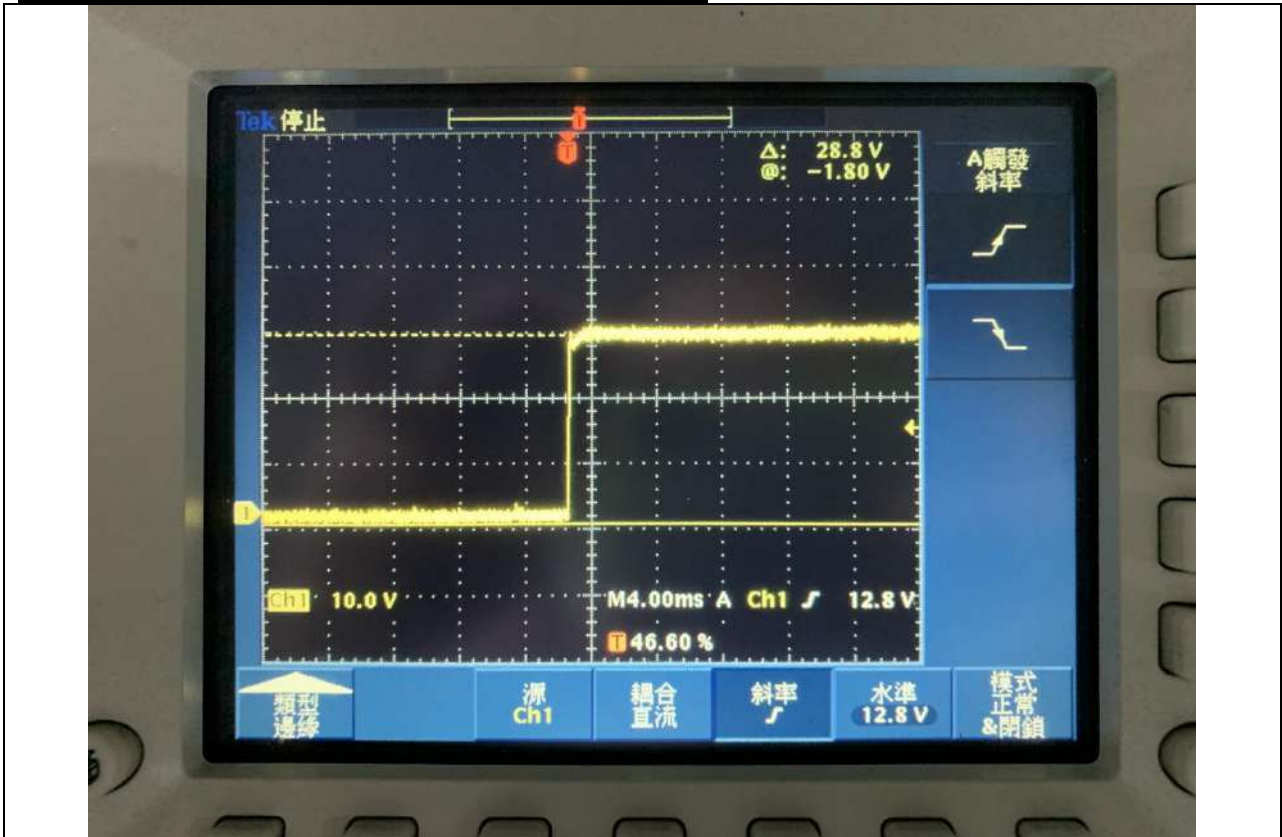 Tek 停止
T
T
Δ: 28.8 V
@: -1.80 V
A觸發
斜率
1
Ch1 10.0 V
M4.00ms A Ch1 12.8 V
T 46.60 %
類型
邊緣
源
Ch1
耦合
直流
斜率
水準
12.8 V
模式
正常
&閉鎖